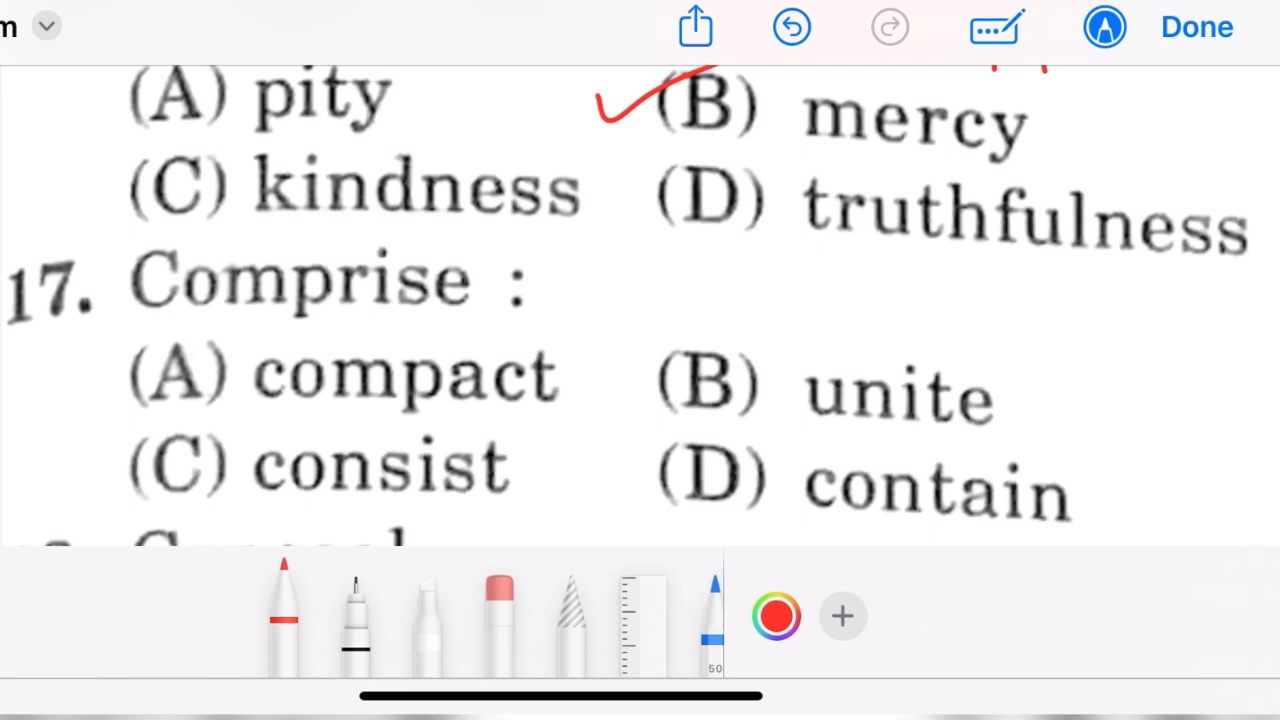 m
Done
(A) pity (B) mercy
(C) kindness (D) truthfulness
17. Comprise :
(A) compact (B) unite
(C) consist (D) contain
50